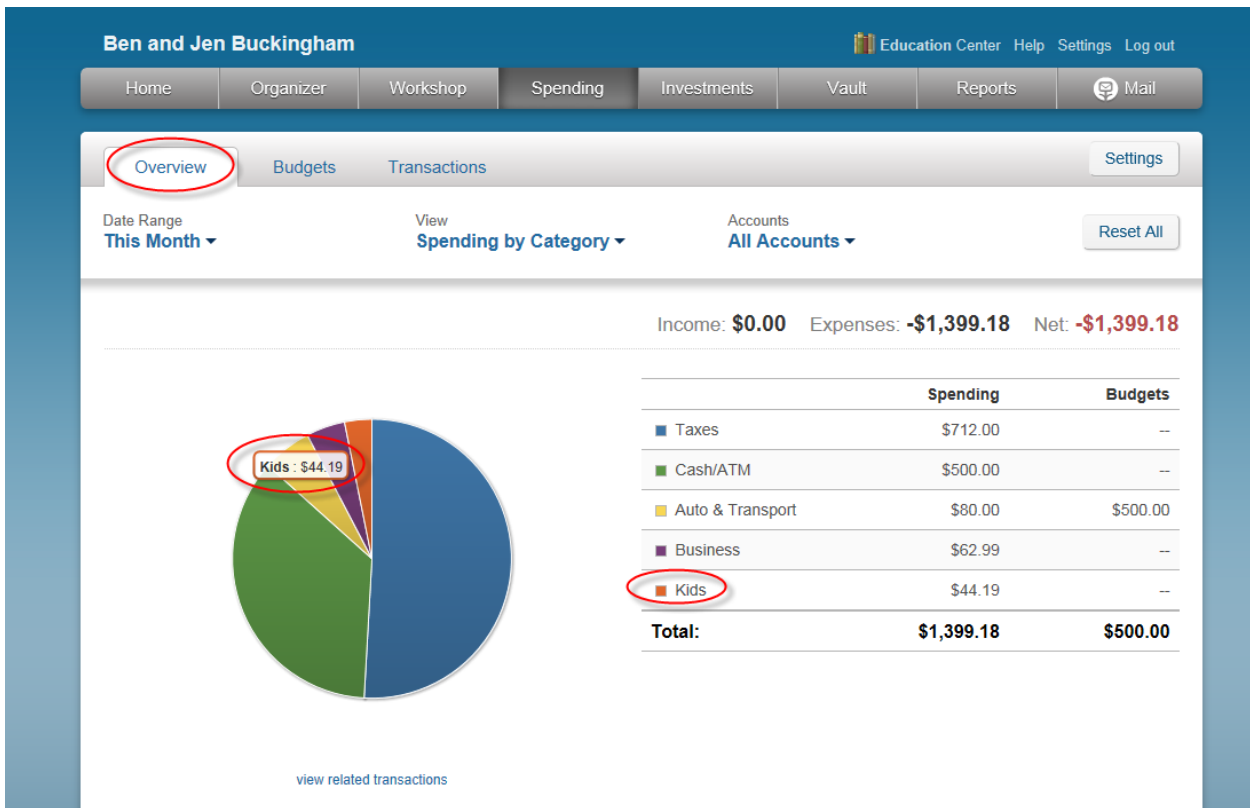 Ben and Jen Buckingham
Education Center Help Settings Log out
Home Organizer Workshop Spending Investments Vault Reports Mail
Overview Budgets Transactions Settings
Date Range View Accounts
This Month Spending by Category All Accounts Reset All
Income: $0.00 Expenses: -$1,399.18 Net: -$1,399.18
Spending Budgets
Taxes $712.00 --
Cash/ATM $500.00 --
Auto & Transport $80.00 $500.00
Business $62.99 --
Kids $44.19 --
Total: $1,399.18 $500.00
Kids : $44.19
view related transactions